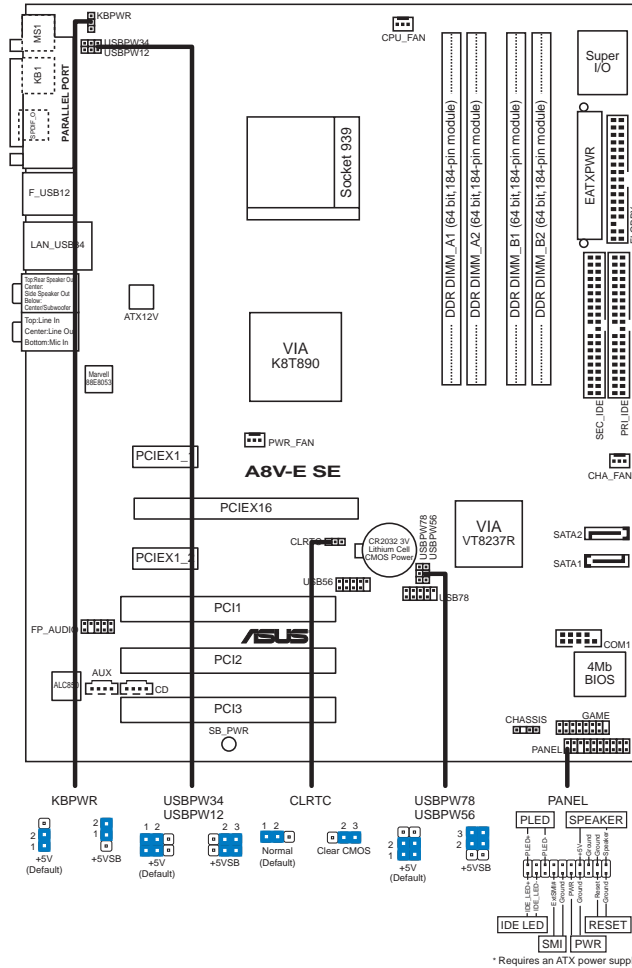 KBPWR
USBPW34
USBPW12
CPU_FAN
MS1
KB1
SPDIF_O
PARALLEL PORT
Super
I/O
Socket 939
DDR DIMM_A1 (64 bit,184-pin module)
DDR DIMM_A2 (64 bit,184-pin module)
DDR DIMM_B1 (64 bit,184-pin module)
DDR DIMM_B2 (64 bit,184-pin module)
EATXPWR
F_USB12
LAN_USB34
Top:Rear Speaker Out
Center:
Side Speaker Out
Below:
Center/Subwoofer
Top:Line In
Center:Line Out
Bottom:Mic In
ATX12V
VIA
K8T890
Marvell
88E8053
SEC_IDE
PRI_IDE
PWR_FAN
PCIEX1_1
A8V-E SE
CHA_FAN
PCIEX16
CLRTC
CR2032 3V
Lithium Cell
CMOS Power
USBPW78
USBPW56
VIA
VT8237R
SATA2
SATA1
PCIEX1_2
USB56
USB78
PCI1
FP_AUDIO
ASUS
COM1
PCI2
4Mb
BIOS
ALC850
AUX
CD
PCI3
SB_PWR
CHASSIS
GAME
PANEL
KBPWR
2
1
+5V
(Default)
2
1
+5VSB
USBPW34
USBPW12
1 2
+5V
(Default)
2 3
+5VSB
CLRTC
1 2
Normal
(Default)
2 3
Clear CMOS
USBPW78
USBPW56
2
1
+5V
(Default)
3
2
+5VSB
PANEL
PLED
SPEAKER
PLED+
PLED-
+5V
Ground
Ground
Speaker
IDE_LED+
IDE_LED-
ExtSMI#
Ground
PWR
Ground
Reset
Ground
IDE LED
RESET
SMI
PWR
* Requires an ATX power suppl